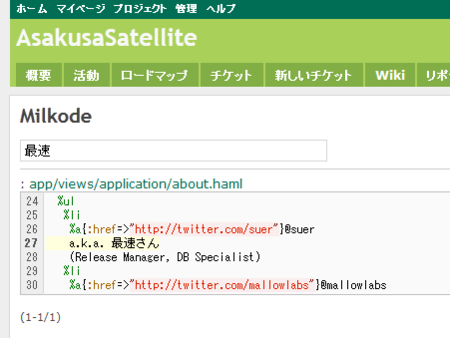 ホーム マイページ プロジェクト 管理 ヘルプ
AsakusaSatellite
概要 活動 ロードマップ チケット 新しいチケット Wiki リポ
Milkode
最速
: app/views/application/about.haml
24 %ul
25 %li
26 %a{:href=>"http://twitter.com/suer"}@suer
27 a.k.a. 最速さん
28 (Release Manager, DB Specialist)
29 %li
30 %a{:href=>"http://twitter.com/mallowlabs"}@mallowlabs
(1-1/1)